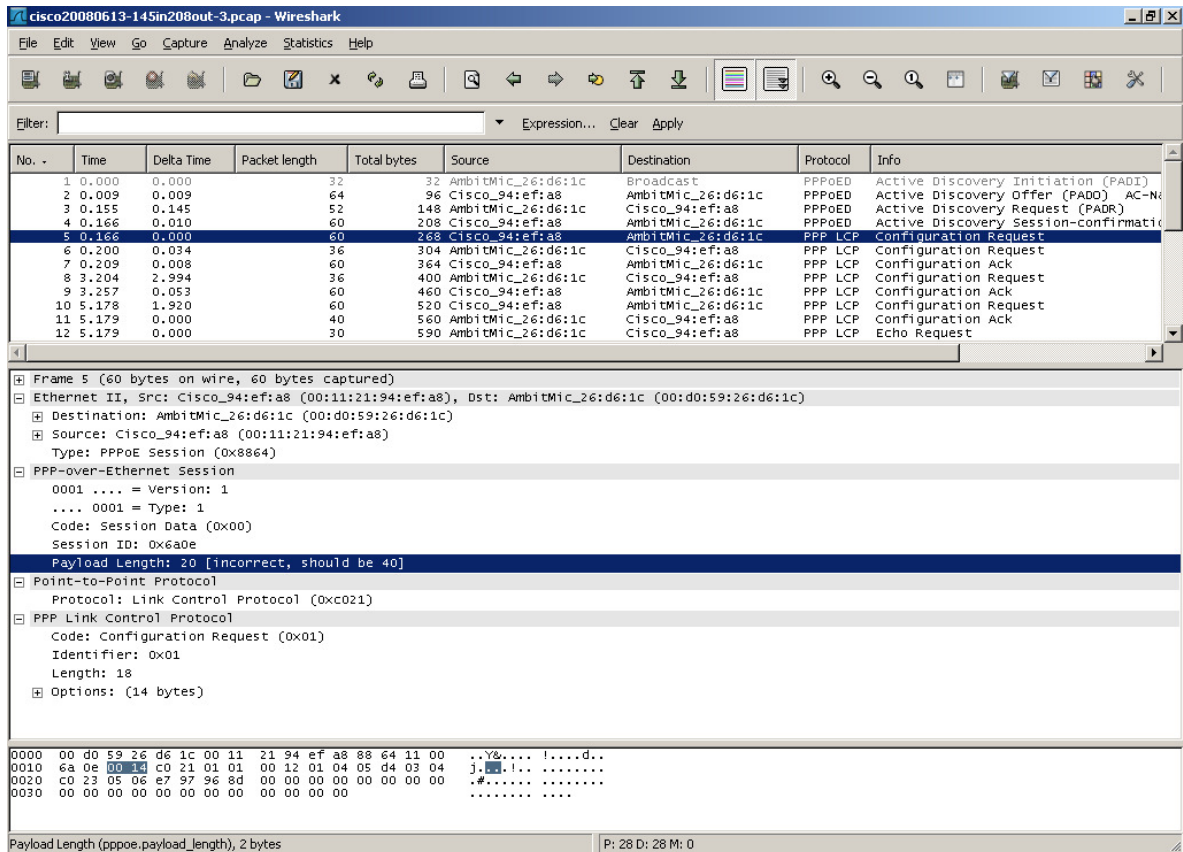 cisco20080613-145in208out-3.pcap - Wireshark
File Edit View Go Capture Analyze Statistics Help
Filter: Expression... Clear Apply
No. - Time Delta Time Packet length Total bytes Source Destination Protocol Info
1 0.000 0.000 32 32 AmbitMic_26:d6:1c Broadcast PPPoED Active Discovery Initiation (PADI)
2 0.009 0.009 64 96 Cisco_94:ef:a8 AmbitMic_26:d6:1c PPPoED Active Discovery Offer (PADO) AC-Na
3 0.155 0.145 52 148 AmbitMic_26:d6:1c Cisco_94:ef:a8 PPPoED Active Discovery Request (PADR)
4 0.166 0.010 60 208 Cisco_94:ef:a8 AmbitMic_26:d6:1c PPPoED Active Discovery Session-confirmatic
5 0.166 0.000 60 268 Cisco_94:ef:a8 AmbitMic_26:d6:1c PPP LCP Configuration Request
6 0.200 0.034 36 304 AmbitMic_26:d6:1c Cisco_94:ef:a8 PPP LCP Configuration Request
7 0.209 0.008 60 364 Cisco_94:ef:a8 AmbitMic_26:d6:1c PPP LCP Configuration Ack
8 3.204 2.994 36 400 AmbitMic_26:d6:1c Cisco_94:ef:a8 PPP LCP Configuration Request
9 3.257 0.053 60 460 Cisco_94:ef:a8 AmbitMic_26:d6:1c PPP LCP Configuration Ack
10 5.178 1.920 60 520 Cisco_94:ef:a8 AmbitMic_26:d6:1c PPP LCP Configuration Request
11 5.179 0.000 40 560 AmbitMic_26:d6:1c Cisco_94:ef:a8 PPP LCP Configuration Ack
12 5.179 0.000 30 590 AmbitMic_26:d6:1c Cisco_94:ef:a8 PPP LCP Echo Request
Frame 5 (60 bytes on wire, 60 bytes captured)
Ethernet II, Src: Cisco_94:ef:a8 (00:11:21:94:ef:a8), Dst: AmbitMic_26:d6:1c (00:d0:59:26:d6:1c)
Destination: AmbitMic_26:d6:1c (00:d0:59:26:d6:1c)
Source: Cisco_94:ef:a8 (00:11:21:94:ef:a8)
Type: PPPoE Session (0x8864)
PPP-over-Ethernet Session
0001 .... = Version: 1
.... 0001 = Type: 1
Code: Session Data (0x00)
Session ID: 0x6a0e
Payload Length: 20 [incorrect, should be 40]
Point-to-Point Protocol
Protocol: Link Control Protocol (0xc021)
PPP Link Control Protocol
Code: Configuration Request (0x01)
Identifier: 0x01
Length: 18
Options: (14 bytes)
0000 00 d0 59 26 d6 1c 00 11 21 94 ef a8 88 64 11 00 ..Y&.... !....d..
0010 6a 0e 00 14 c0 21 01 01 00 12 01 04 05 d4 03 04 j....!.. ........
0020 c0 23 05 06 e7 97 96 8d 00 00 00 00 00 00 00 00 .#...... ........
0030 00 00 00 00 00 00 00 00 00 00 00 00 ........ ....
Payload Length (pppoe.payload_length), 2 bytes P: 28 D: 28 M: 0